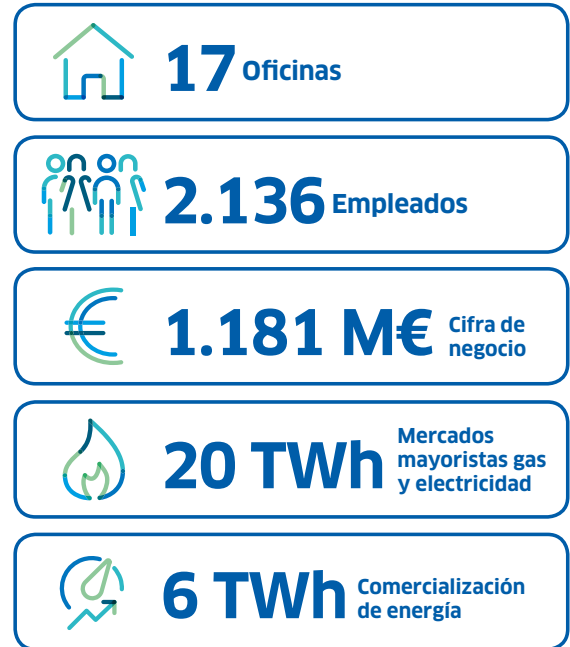 17 Oficinas
2.136 Empleados
1.181 M€ Cifra de
negocio
20 TWh Mercados
mayoristas gas
y electricidad
6 TWh Comercialización
de energía